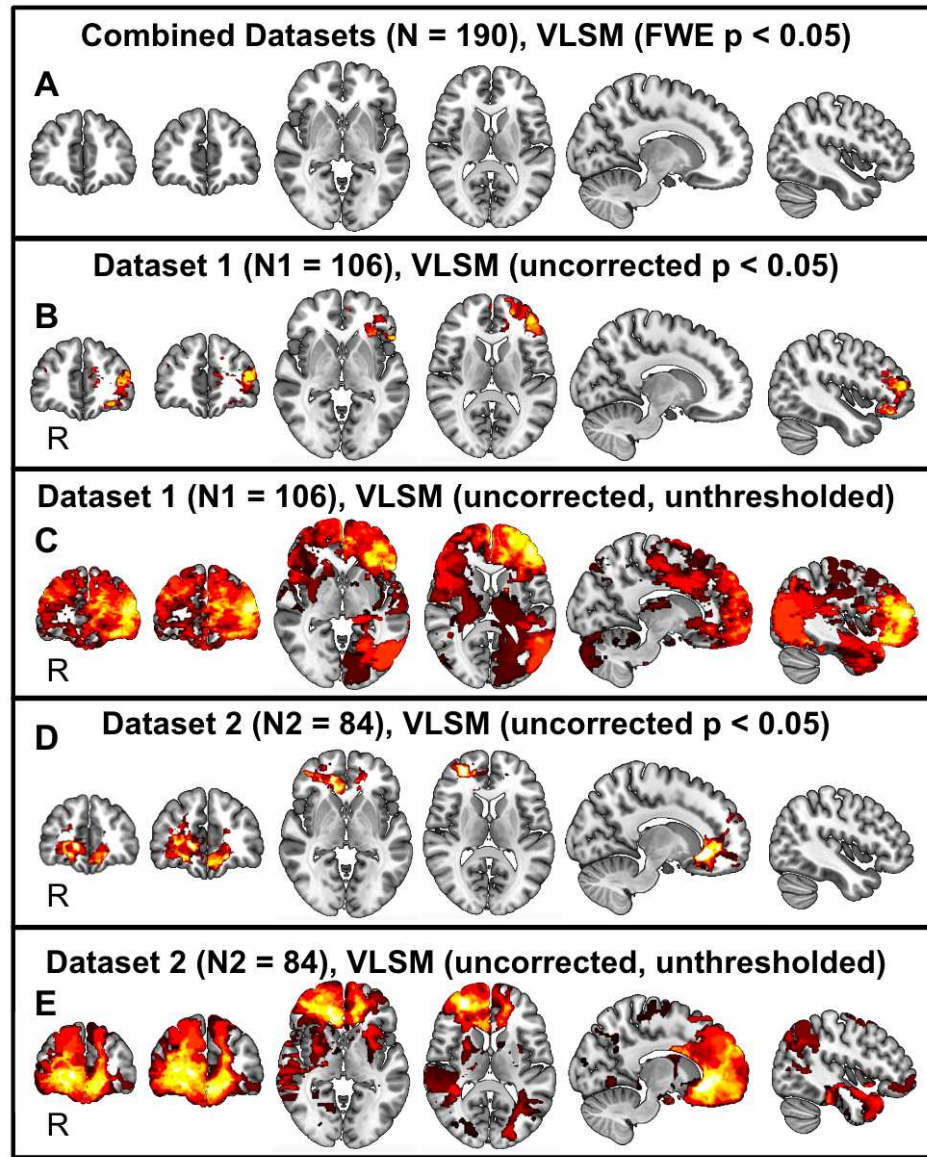 Combined Datasets (N = 190), VLSM (FWE p < 0.05)
A
Dataset 1 (N1 = 106), VLSM (uncorrected p < 0.05)
B
R
Dataset 1 (N1 = 106), VLSM (uncorrected, unthresholded)
C
R
Dataset 2 (N2 = 84), VLSM (uncorrected p < 0.05)
D
R
Dataset 2 (N2 = 84), VLSM (uncorrected, unthresholded)
E
R